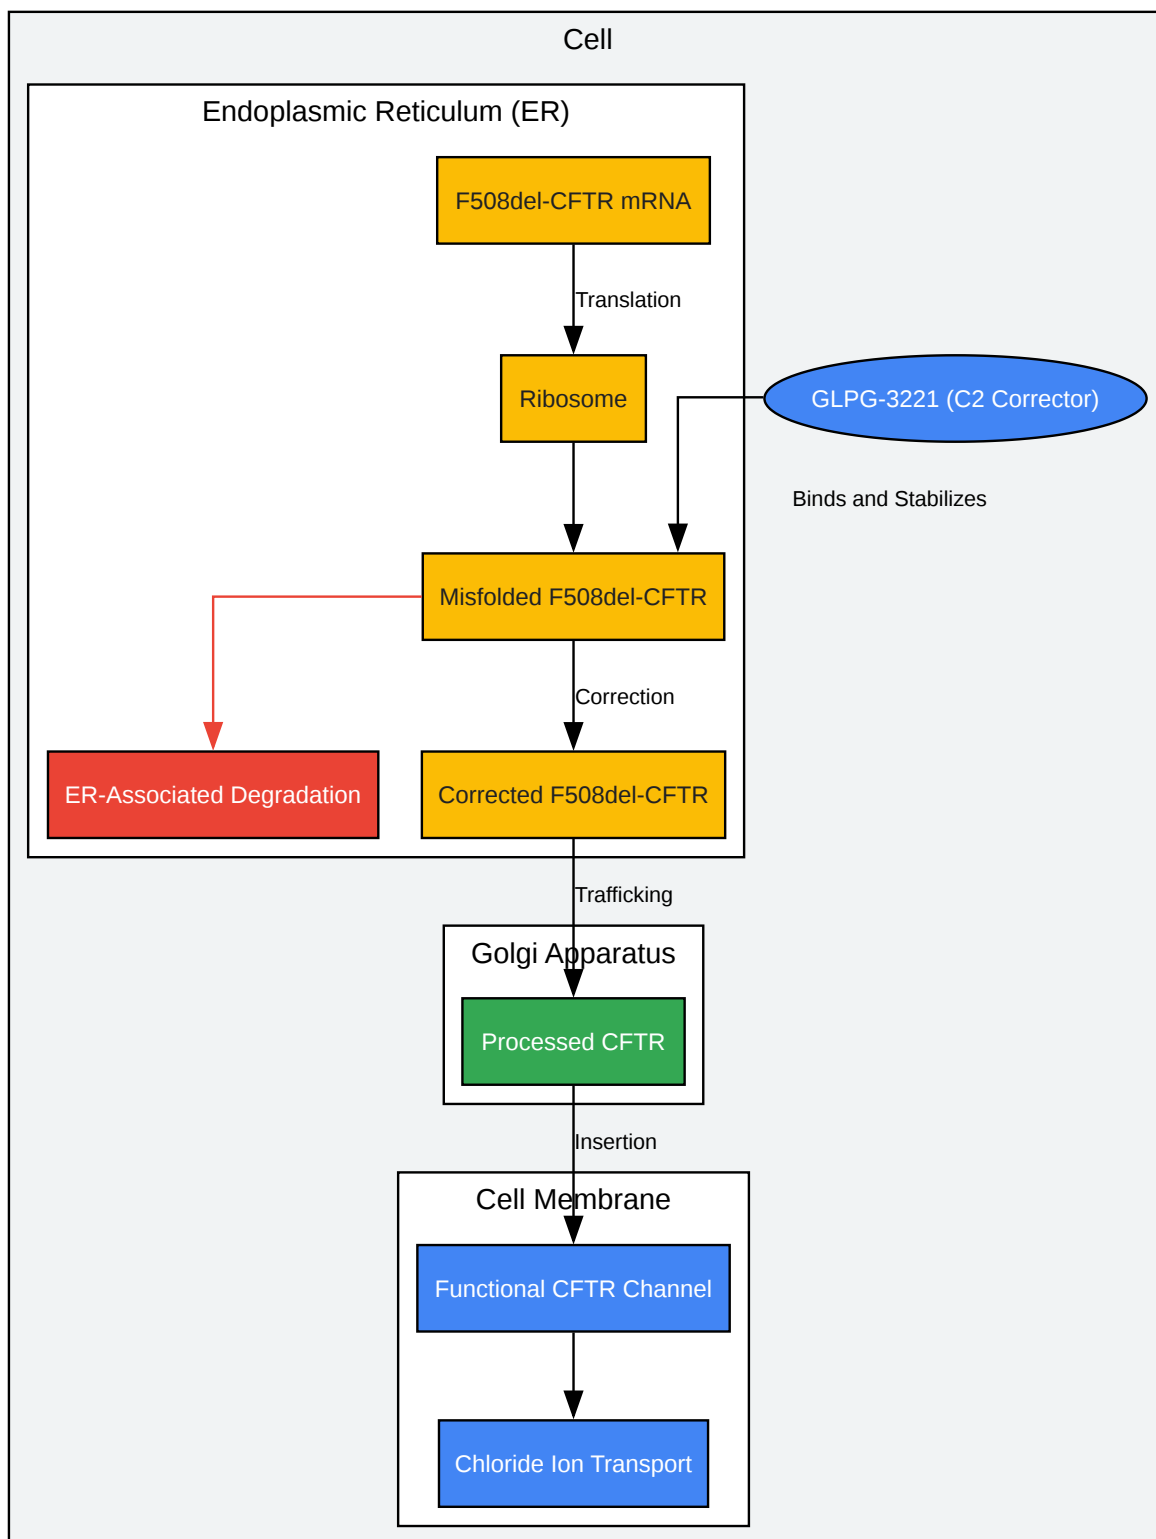 Cell
Endoplasmic Reticulum (ER)
F508del-CFTR mRNA
Translation
Ribosome
GLPG-3221 (C2 Corrector)
Binds and Stabilizes
Misfolded F508del-CFTR
Correction
ER-Associated Degradation
Corrected F508del-CFTR
Trafficking
Golgi Apparatus
Processed CFTR
Insertion
Cell Membrane
Functional CFTR Channel
Chloride Ion Transport